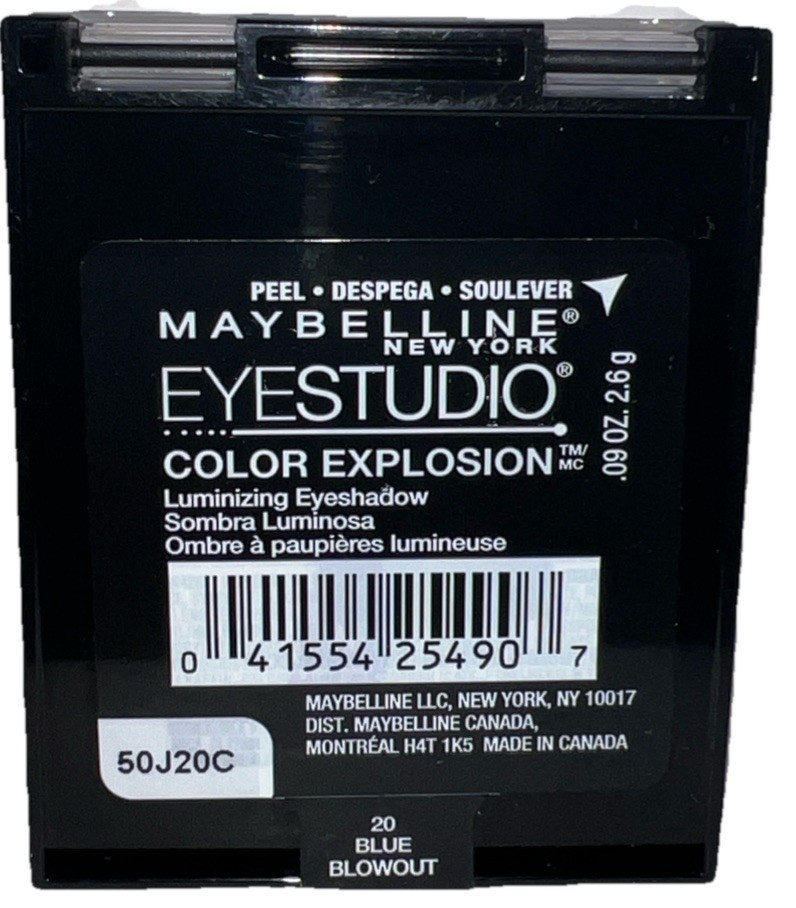 PEEL • DESPEGA • SOULEVER
MAYBELLINE®
NEW YORK
EYESTUDIO®
COLOR EXPLOSION TM/MC
.09 OZ. 2.6 g
Luminizing Eyeshadow
Sombra Luminosa
Ombre à paupières lumineuse
0 41554 25490 7
MAYBELLINE LLC, NEW YORK, NY 10017
DIST. MAYBELLINE CANADA,
MONTRÉAL H4T 1K5 MADE IN CANADA
50J20C
20
BLUE
BLOWOUT